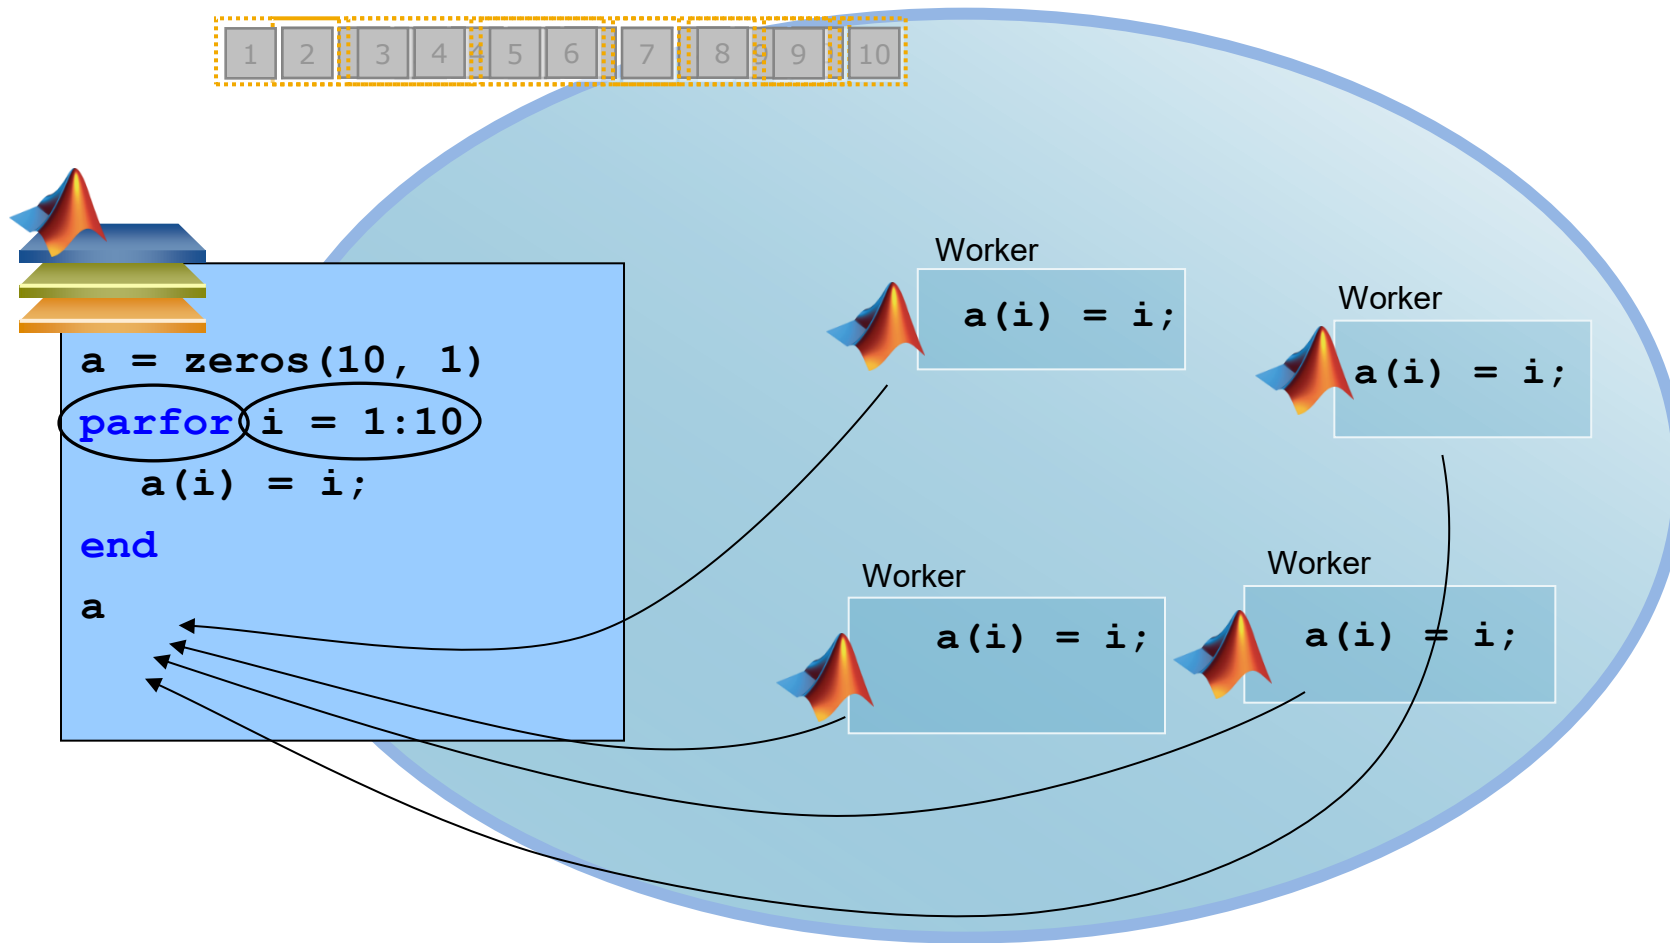 1 2 3 4 5 6 7 8 9 10
Worker
a(i) = i;
Worker
a(i) = i;
a = zeros(10, 1)
parfor i = 1:10
a(i) = i;
end
a
Worker
a(i) = i;
Worker
a(i) = i;